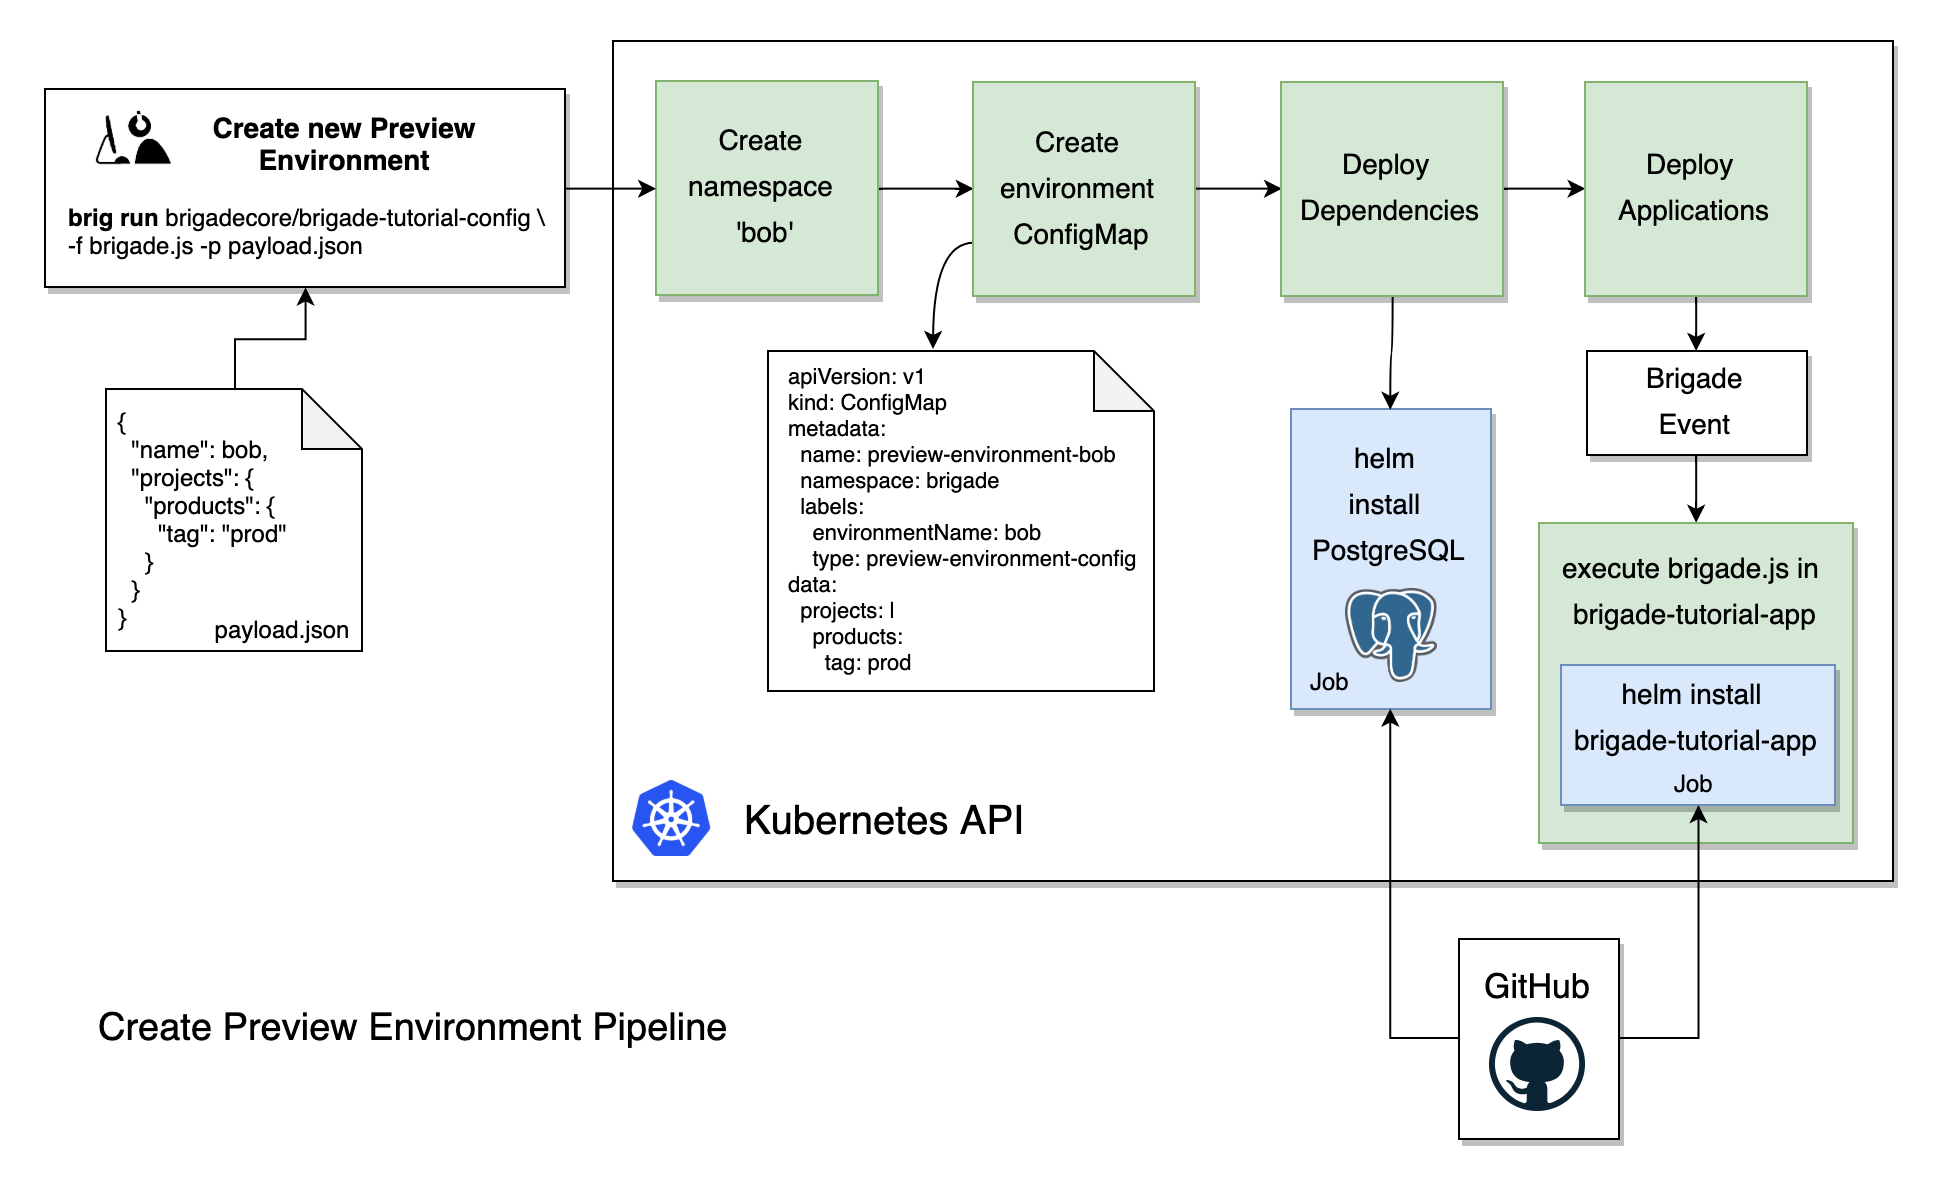 Create new Preview
Environment
brig run brigadecore/brigade-tutorial-config \
-f brigade.js -p payload.json
{
"name": bob,
"projects": {
"products": {
"tag": "prod"
}
}
}
payload.json
Create
namespace
'bob'
Create
environment
ConfigMap
Deploy
Dependencies
Deploy
Applications
apiVersion: v1
kind: ConfigMap
metadata:
name: preview-environment-bob
namespace: brigade
labels:
environmentName: bob
type: preview-environment-config
data:
projects: |
products:
tag: prod
helm
install
PostgreSQL
Job
Brigade
Event
execute brigade.js in
brigade-tutorial-app
helm install
brigade-tutorial-app
Job
Kubernetes API
GitHub
Create Preview Environment Pipeline